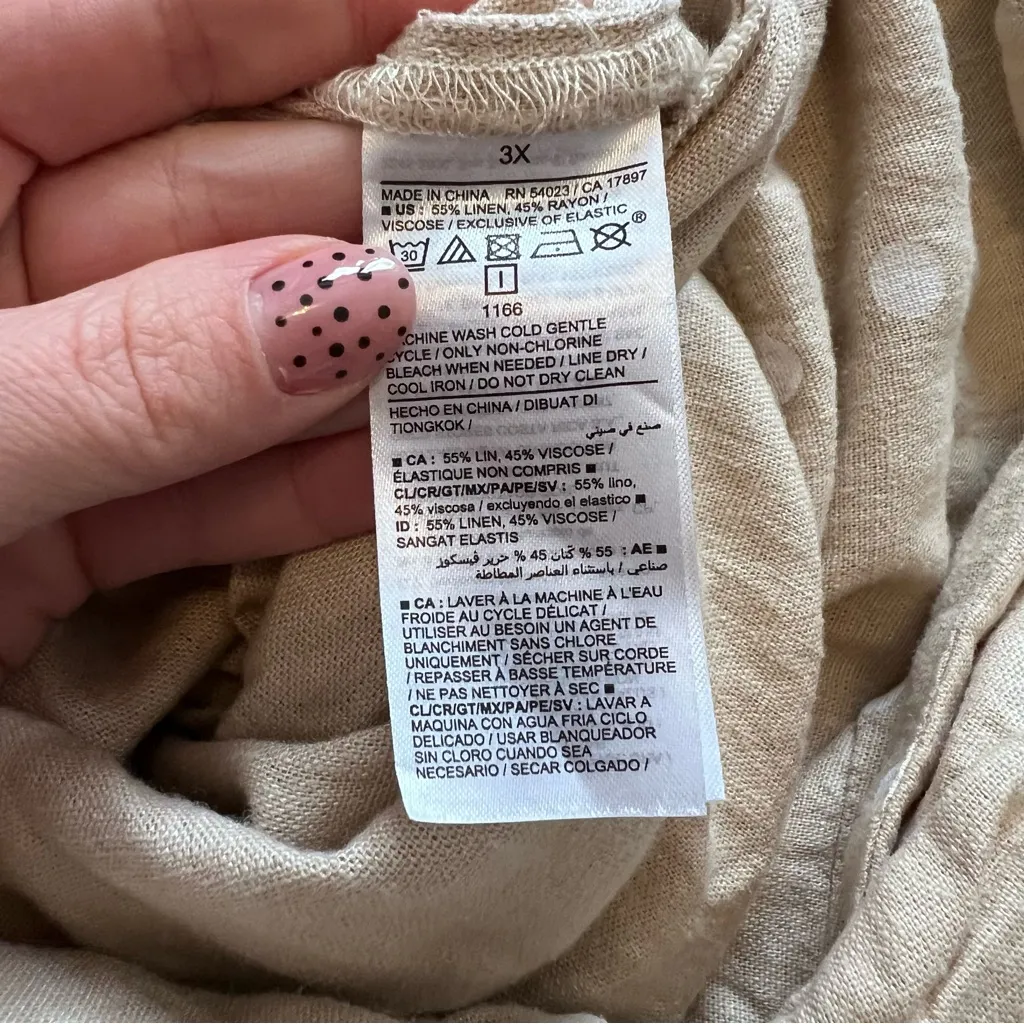 3X
MADE IN CHINA RN 54023 / CA 17897
■ US : 55% LINEN, 45% RAYON /
VISCOSE / EXCLUSIVE OF ELASTIC ®
30
I
1166
CHINE WASH COLD GENTLE
YCLE / ONLY NON-CHLORINE
BLEACH WHEN NEEDED / LINE DRY /
COOL IRON / DO NOT DRY CLEAN
HECHO EN CHINA / DIBUAT DI
TIONGKOK /
صنع في صيني
■ CA : 55% LIN, 45% VISCOSE /
ÉLASTIQUE NON COMPRIS ■
CL/CR/GT/MX/PA/PE/SV : 55% lino,
45% viscosa / excluyendo el elastico ■
ID : 55% LINEN, 45% VISCOSE /
SANGAT ELASTIS
■ AE : 55 % كتان 45 % حرير فيسكوز
صناعي / باستثناء العناصر المطاطة
■ CA : LAVER À LA MACHINE À L'EAU
FROIDE AU CYCLE DÉLICAT /
UTILISER AU BESOIN UN AGENT DE
BLANCHIMENT SANS CHLORE
UNIQUEMENT / SÉCHER SUR CORDE
/ REPASSER À BASSE TEMPÉRATURE
/ NE PAS NETTOYER À SEC ■
CL/CR/GT/MX/PA/PE/SV : LAVAR A
MAQUINA CON AGUA FRIA CICLO
DELICADO / USAR BLANQUEADOR
SIN CLORO CUANDO SEA
NECESARIO / SECAR COLGADO /